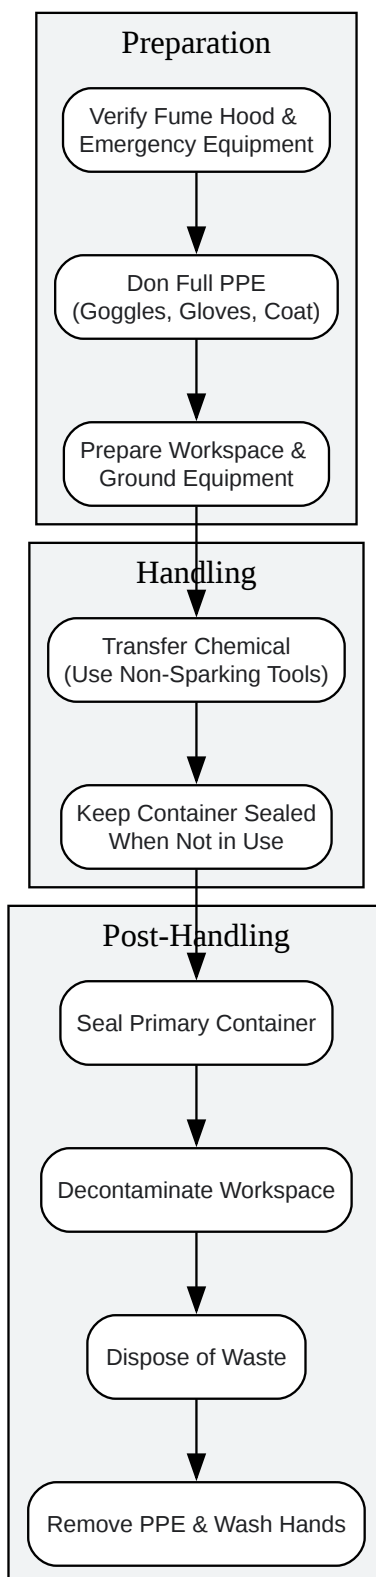 Preparation
Verify Fume Hood &
Emergency Equipment
Don Full PPE
(Goggles, Gloves, Coat)
Prepare Workspace &
Ground Equipment
Handling
Transfer Chemical
(Use Non-Sparking Tools)
Keep Container Sealed
When Not in Use
Post-Handling
Seal Primary Container
Decontaminate Workspace
Dispose of Waste
Remove PPE & Wash Hands